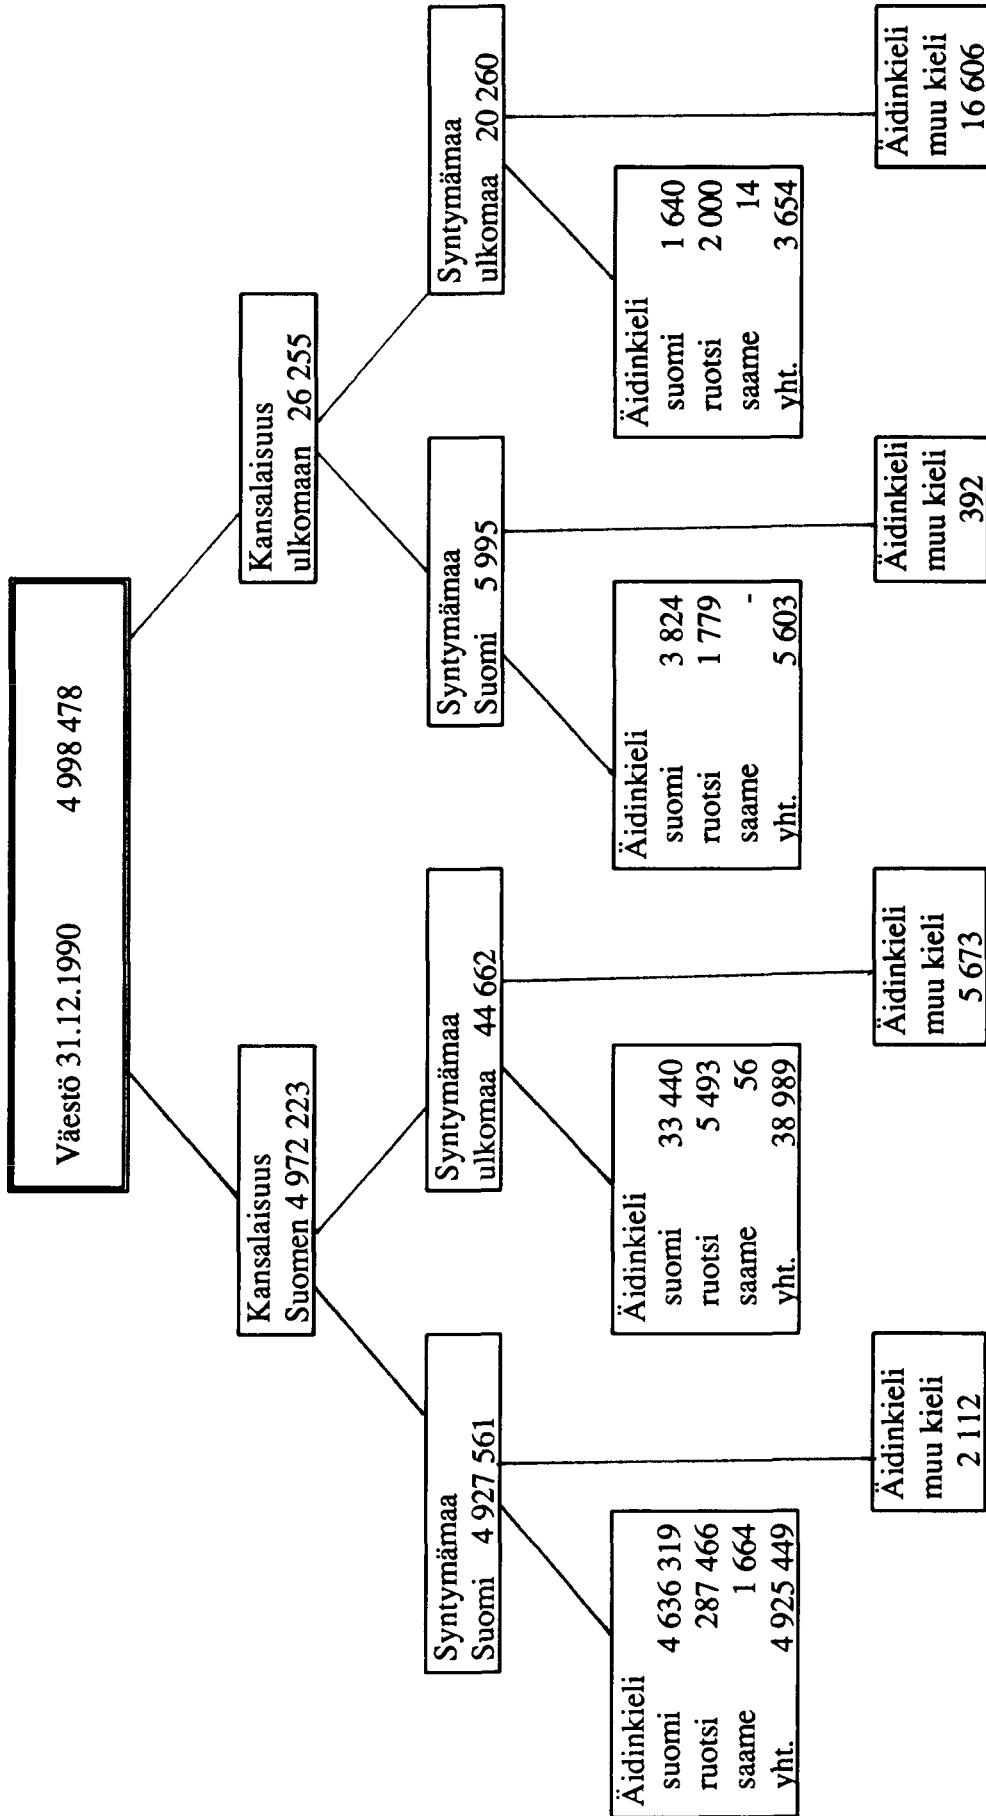 Väestö 31.12.1990 4 998 478
Kansalaisuus
Suomen 4 972 223
Kansalaisuus
ulkomaan 26 255
Syntymämaa
Suomi 4 927 561
Syntymämaa
ulkomaa 44 662
Syntymämaa
Suomi 5 995
Syntymämaa
ulkomaa 20 260
Äidinkieli
suomi 4 636 319
ruotsi 287 466
saame 1 664
yht. 4 925 449
Äidinkieli
suomi 33 440
ruotsi 5 493
saame 56
yht. 38 989
Äidinkieli
suomi 3 824
ruotsi 1 779
saame -
yht. 5 603
Äidinkieli
suomi 1 640
ruotsi 2 000
saame 14
yht. 3 654
Äidinkieli
muu kieli
2 112
Äidinkieli
muu kieli
5 673
Äidinkieli
muu kieli
392
Äidinkieli
muu kieli
16 606